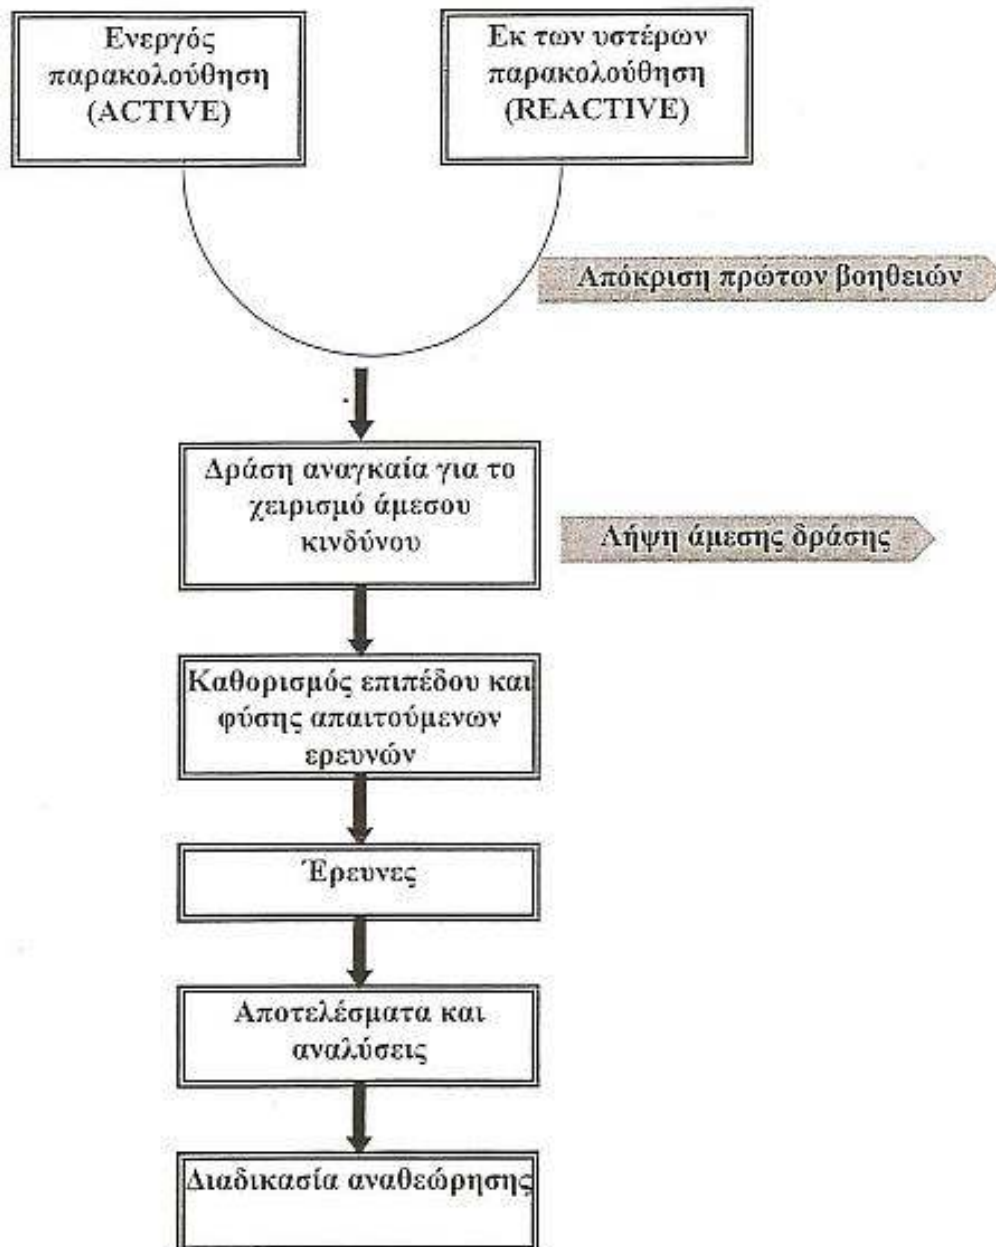 Ενεργός
παρακολούθηση
(ACTIVE)
Εκ των υστέρων
παρακολούθηση
(REACTIVE)
Απόκριση πρώτων βοηθειών
Δράση αναγκαία για το
χειρισμό άμεσου
κινδύνου
Λήψη άμεσης δράσης
Καθορισμός επιπέδου και
φύσης απαιτούμενων
ερευνών
Έρευνες
Αποτελέσματα και
αναλύσεις
Διαδικασία αναθεώρησης